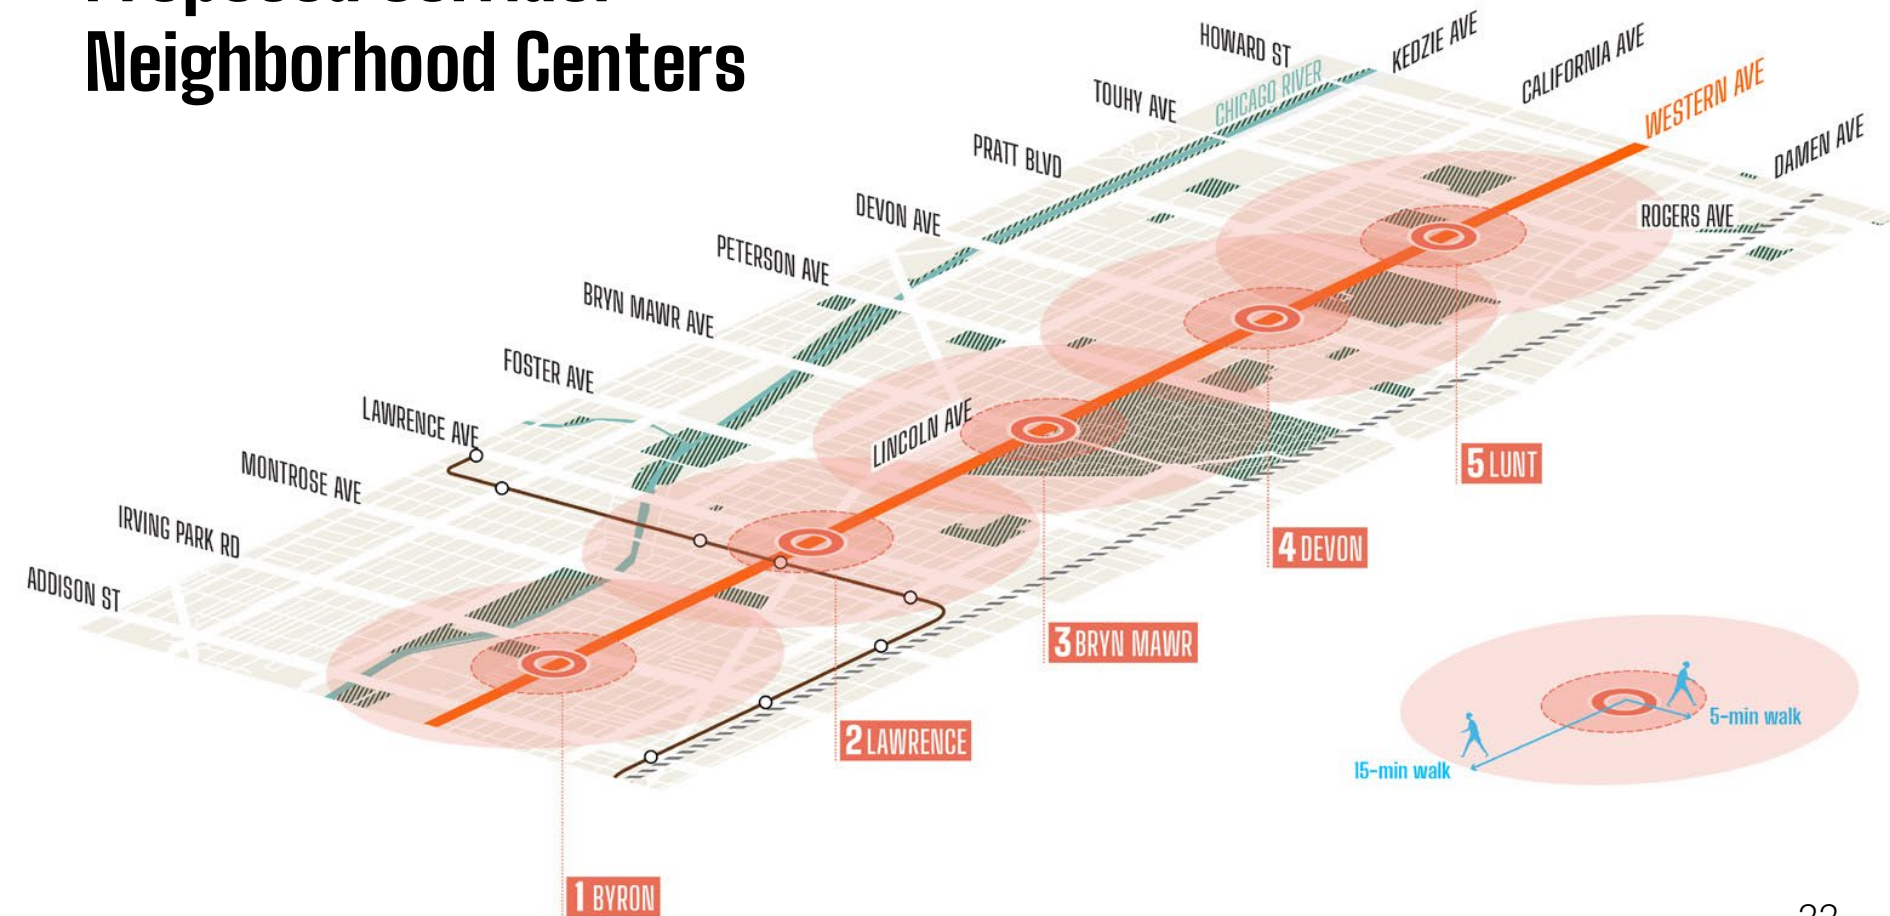 Proposed Corridor
Neighborhood Centers
HOWARD ST
KEDZIE AVE
CALIFORNIA AVE
WESTERN AVE
DAMEN AVE
CHICAGO RIVER
TOUHY AVE
PRATT BLVD
DEVON AVE
ROGERS AVE
PETERSON AVE
BRYN MAWR AVE
FOSTER AVE
LAWRENCE AVE
LINCOLN AVE
MONTROSE AVE
IRVING PARK RD
ADDISON ST
5 LUNT
4 DEVON
3 BRYN MAWR
2 LAWRENCE
1 BYRON
5-min walk
15-min walk